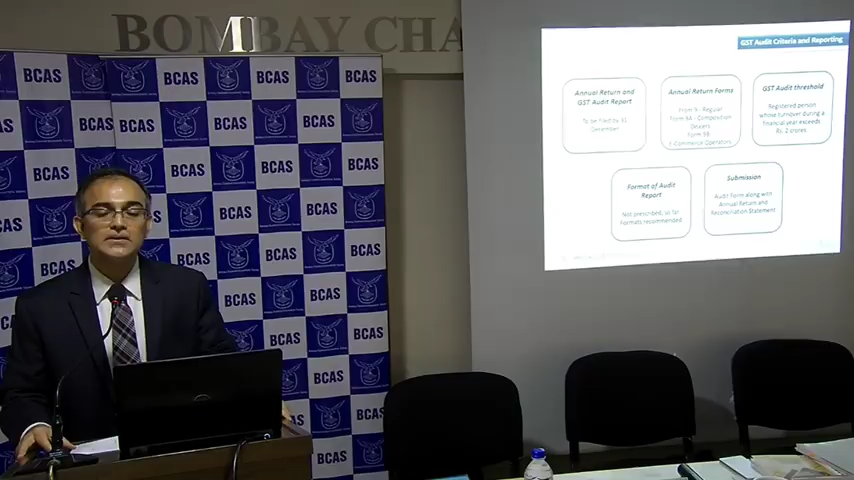 BOMBAY CHA
BCAS
GST Audit Criteria and Reporting
Annual Return and
GST Audit Report
To be filed by 31
December
Annual Return Forms
Form 9 - Regular
Form 9A - Composition
Dealers
Form 9B
E-Commerce Operators
GST Audit threshold
Registered person
whose turnover during a
financial year exceeds
Rs. 2 crores.
Format of Audit
Report
Not prescribed, so far
Formats recommended
Submission
Audit Form along with
Annual Return and
Reconciliation Statement